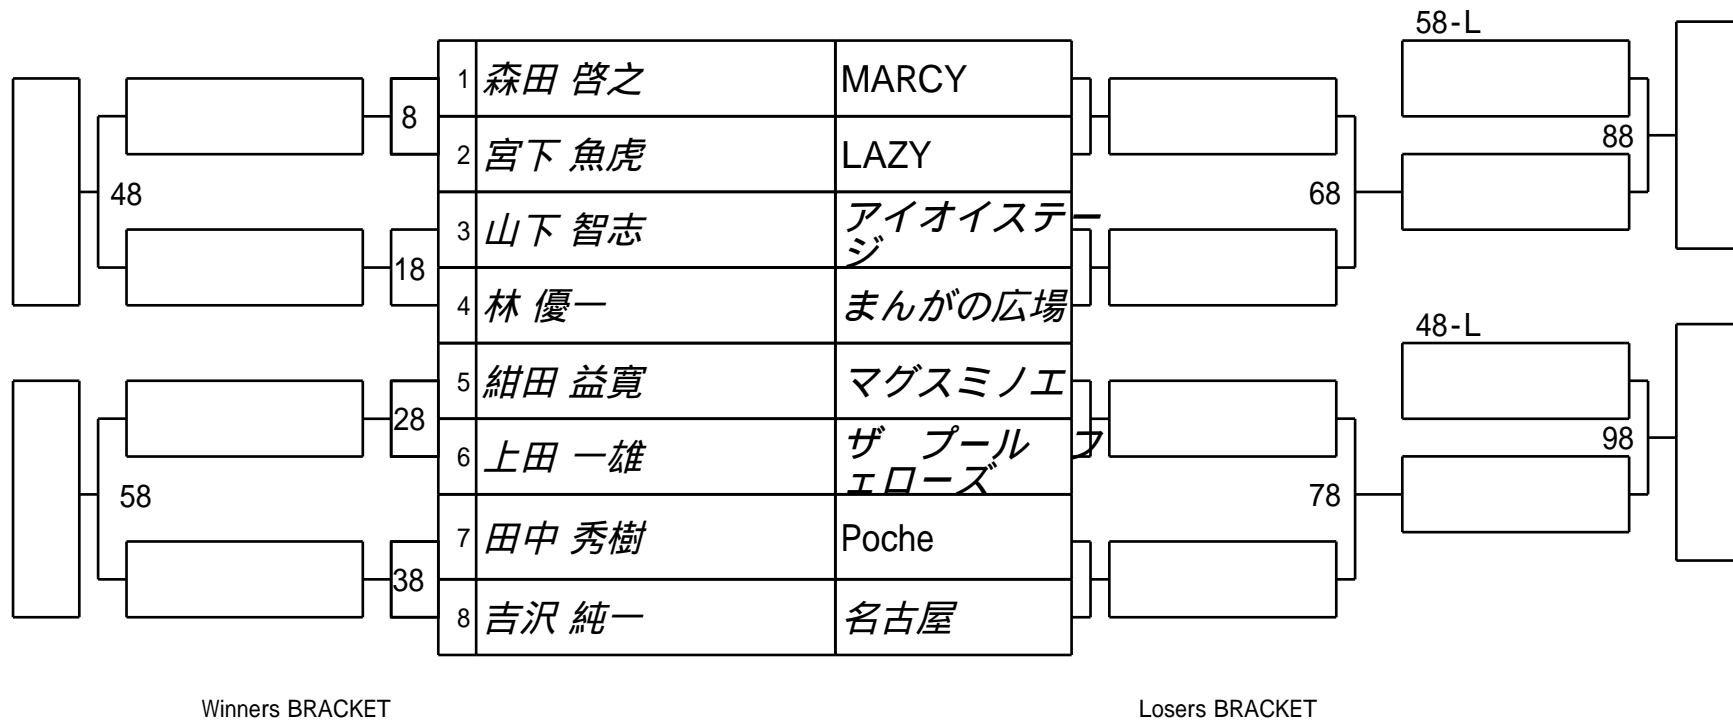 58-L
1 森田 啓之 MARCY
8
88
2 宮下 魚虎 LAZY
48
68
3 山下 智志 アイオイステー
ジ
18
4 林 優一 まんがの広場
48-L
5 紺田 益寛 マグスミノエ
28
98
6 上田 一雄 ザ　プール　フ
ェローズ
58
78
7 田中 秀樹 Poche
38
8 吉沢 純一 名古屋
Winners BRACKET
Losers BRACKET